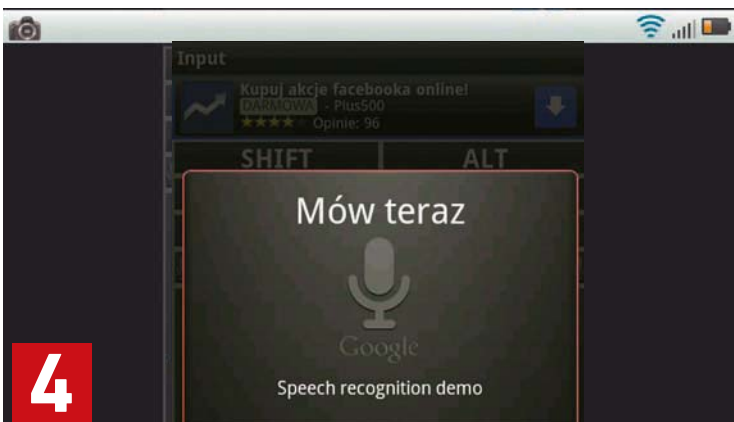 Input
Kupuj akcje facebooka online!
DARMOWA - Plus500
Opinie: 96
SHIFT ALT
Mów teraz
Google
Speech recognition demo
4